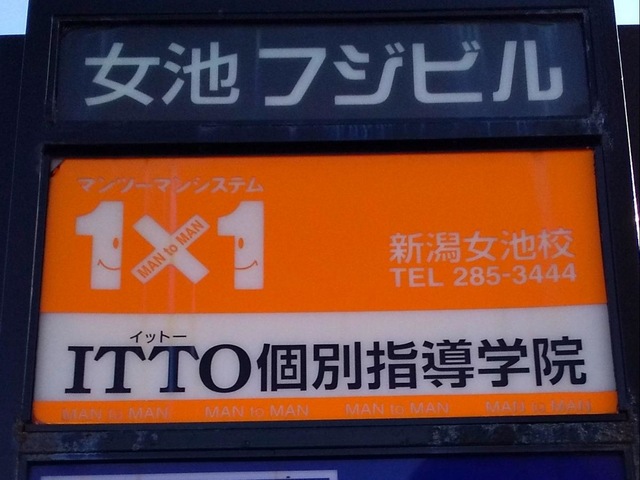 女池 フジビル
マンツーマンシステム
1×1
MAN to MAN
新潟女池校
TEL 285-3444
イットー
ITTO個別指導学院
MAN to MAN MAN to MAN MAN to MAN MAN to MAN